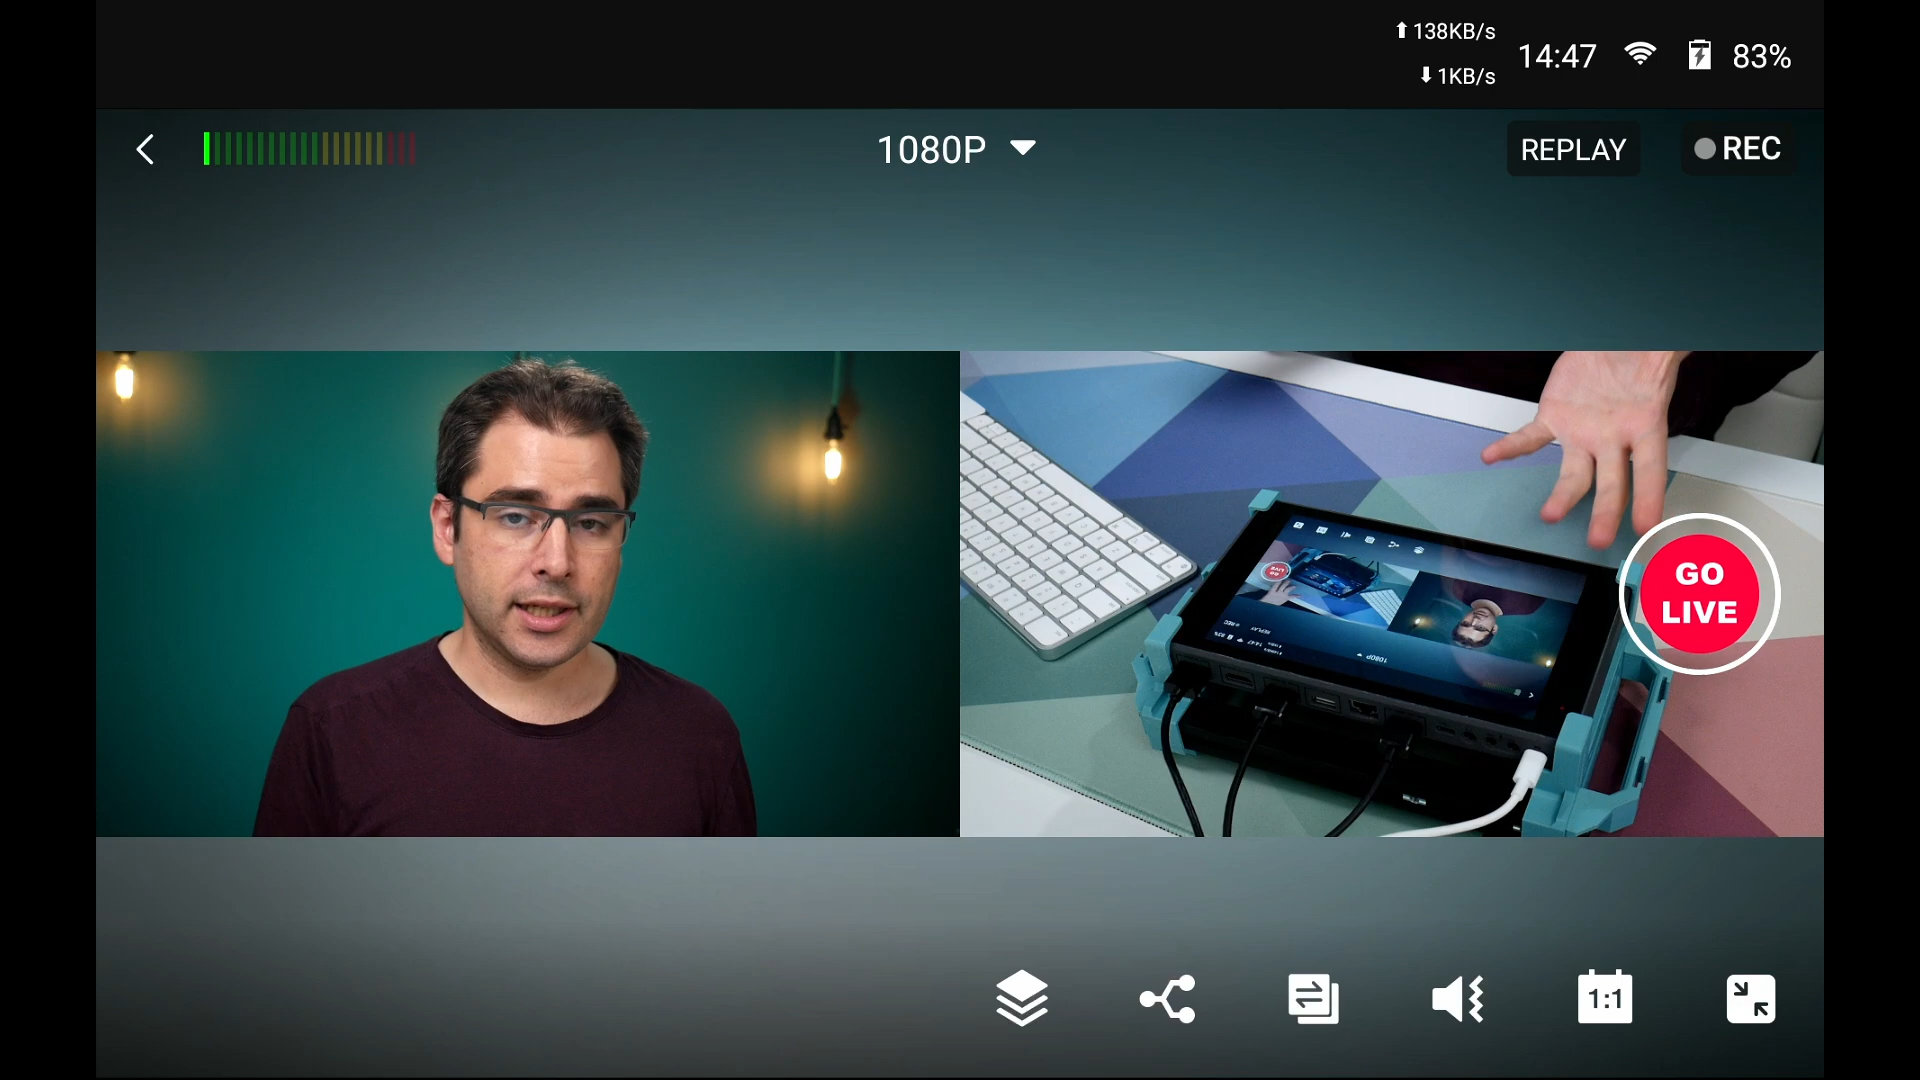 138KB/s
1KB/s
14:47
83%
1080P
REPLAY
REC
GO
LIVE
1:1